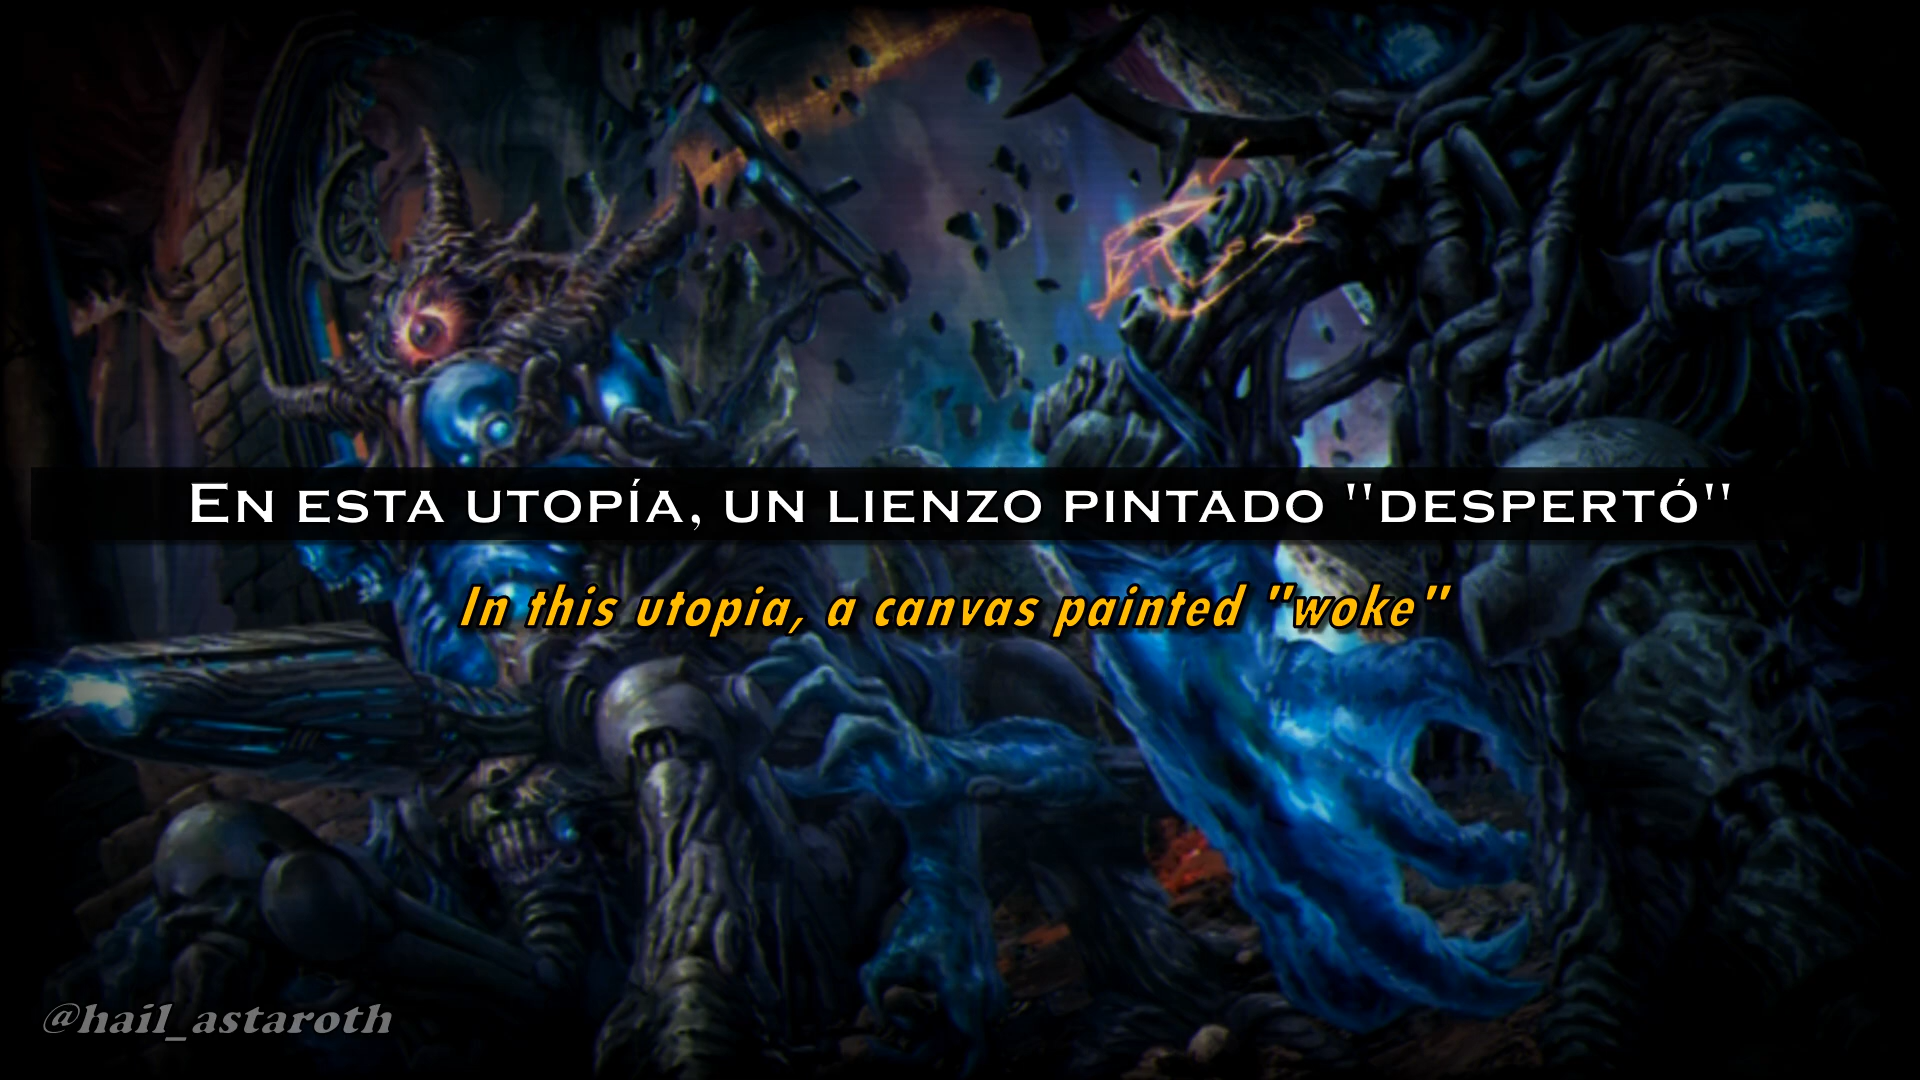 En esta utopía, un lienzo pintado "despertó"
In this utopia, a canvas painted "woke"
@hail_astaroth